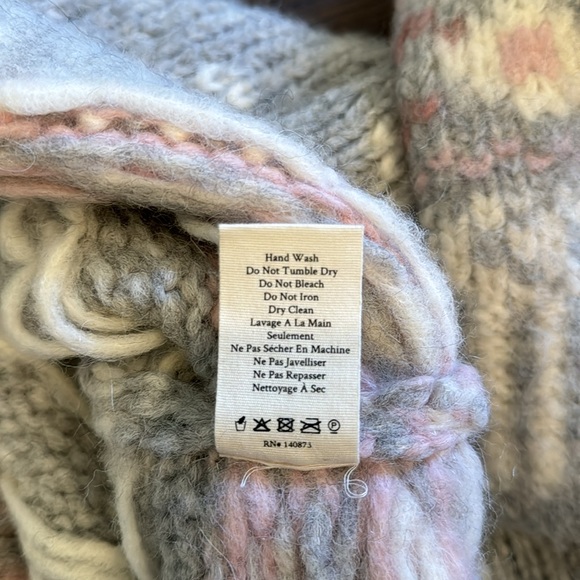 Hand Wash
Do Not Tumble Dry
Do Not Bleach
Do Not Iron
Dry Clean
Lavage A La Main
Seulement
Ne Pas Sécher En Machine
Ne Pas Javelliser
Ne Pas Repasser
Nettoyage À Sec
P
RN# 140873